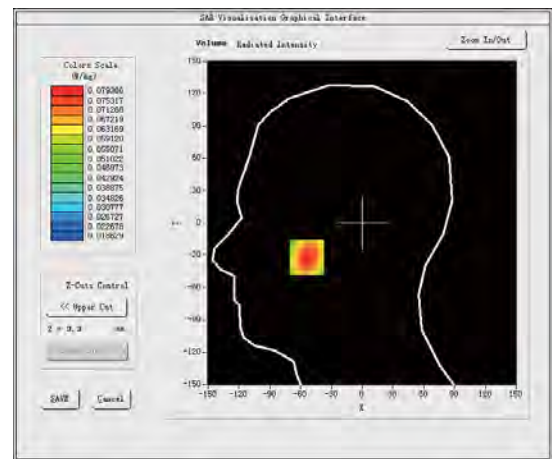 SAR Visualisation Graphical Interface
Volume Radiated Intensity
Zoom In/Out
Colors Scale
(W/kg)
0.079366
0.075317
0.071268
0.067219
0.063169
0.059120
0.055071
0.051022
0.046973
0.042924
0.038875
0.034826
0.030777
0.026727
0.022678
0.018629
150
120
90
60
30
0
-30
-60
-90
-120
-150
-150 -120 -90 -60 -30 0 30 60 90 120 150
X
Z-Cuts Control
<< Upper Cut
SAVE
Cancel